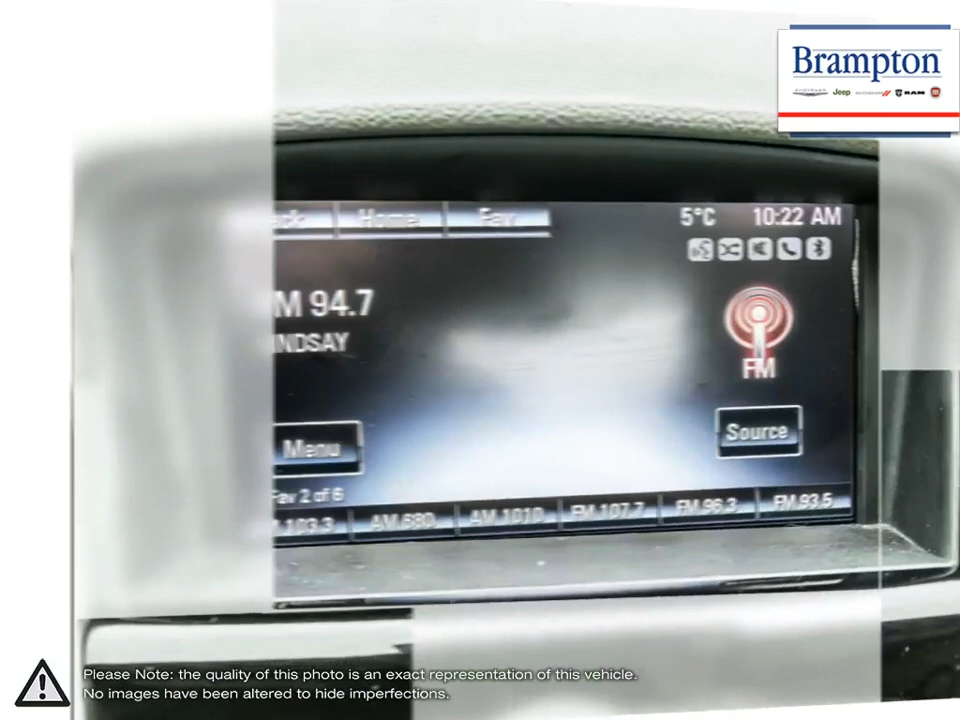 Brampton
Jeep
RAM
Home Fav
5°C 10:22 AM
94.7
FM
Menu
Source
Fav 2 of 6
103.3 AM 680 AM 1010 FM 107.7 FM 96.3 FM 93.5
Please Note: the quality of this photo is an exact representation of this vehicle.
No images have been altered to hide imperfections.